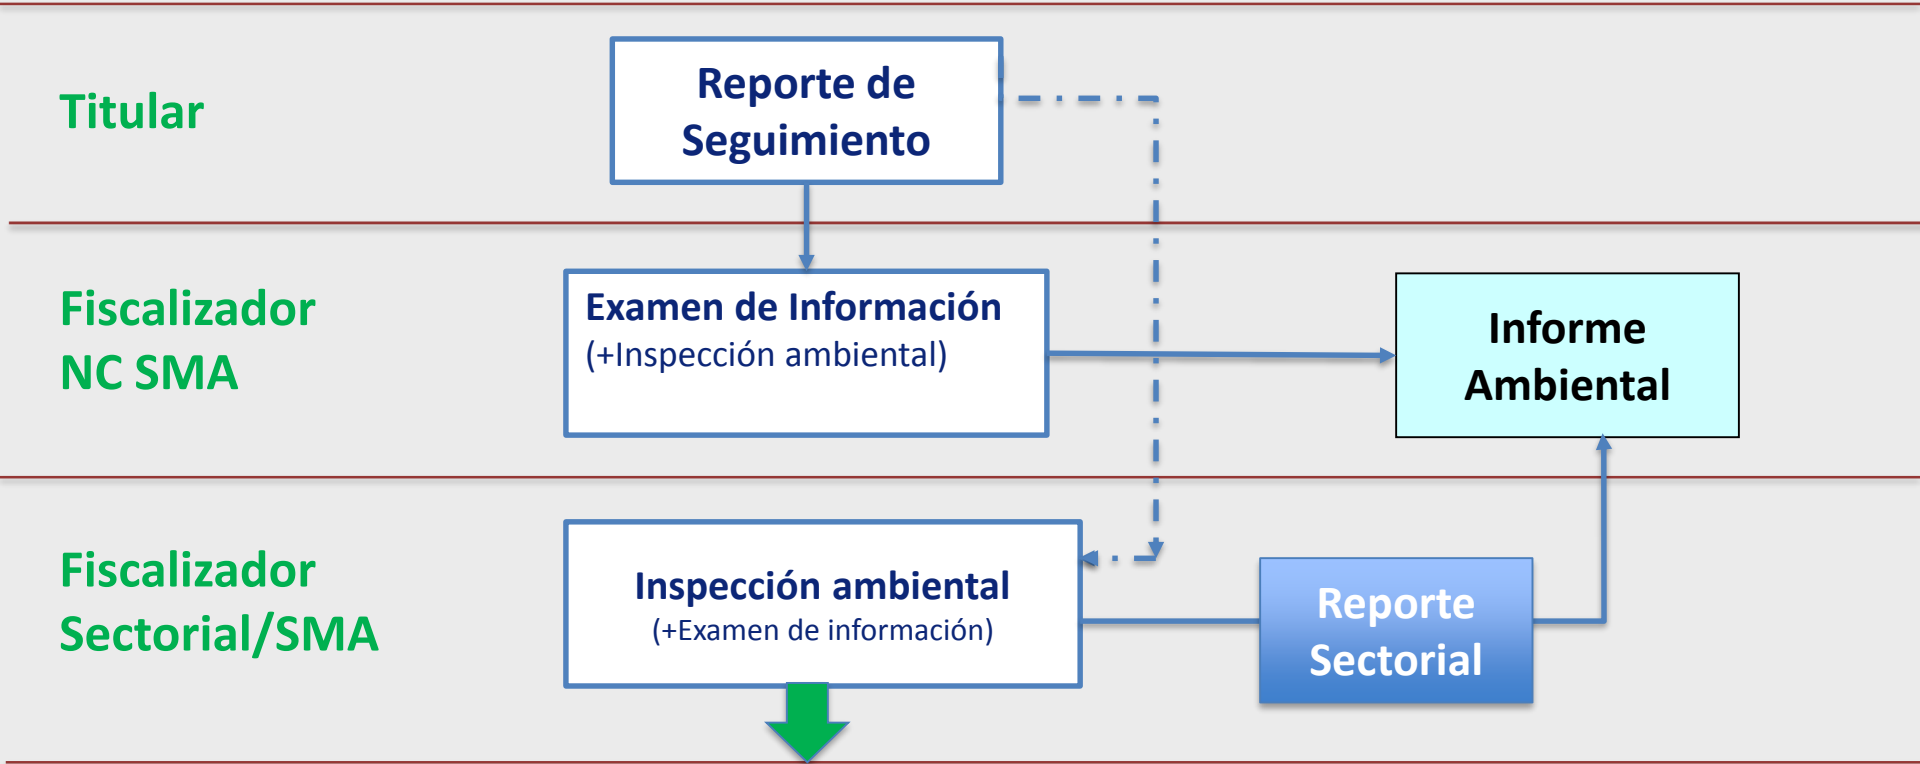 Titular
Reporte de
Seguimiento
Fiscalizador
NC SMA
Examen de Información
(+Inspección ambiental)
Informe
Ambiental
Fiscalizador
Sectorial/SMA
Inspección ambiental
(+Examen de información)
Reporte
Sectorial